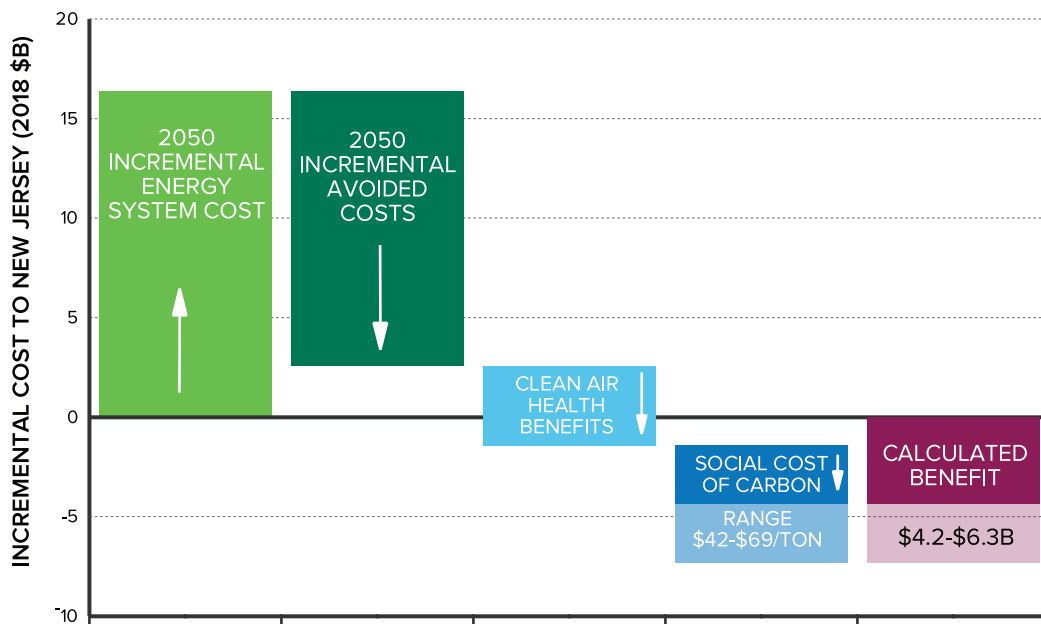 INCREMENTAL COST TO NEW JERSEY (2018 $B)
20
15
10
5
0
-5
-10
2050
INCREMENTAL
ENERGY
SYSTEM COST
2050
INCREMENTAL
AVOIDED
COSTS
CLEAN AIR
HEALTH
BENEFITS
SOCIAL COST
OF CARBON
RANGE
$42-$69/TON
CALCULATED
BENEFIT
$4.2-$6.3B